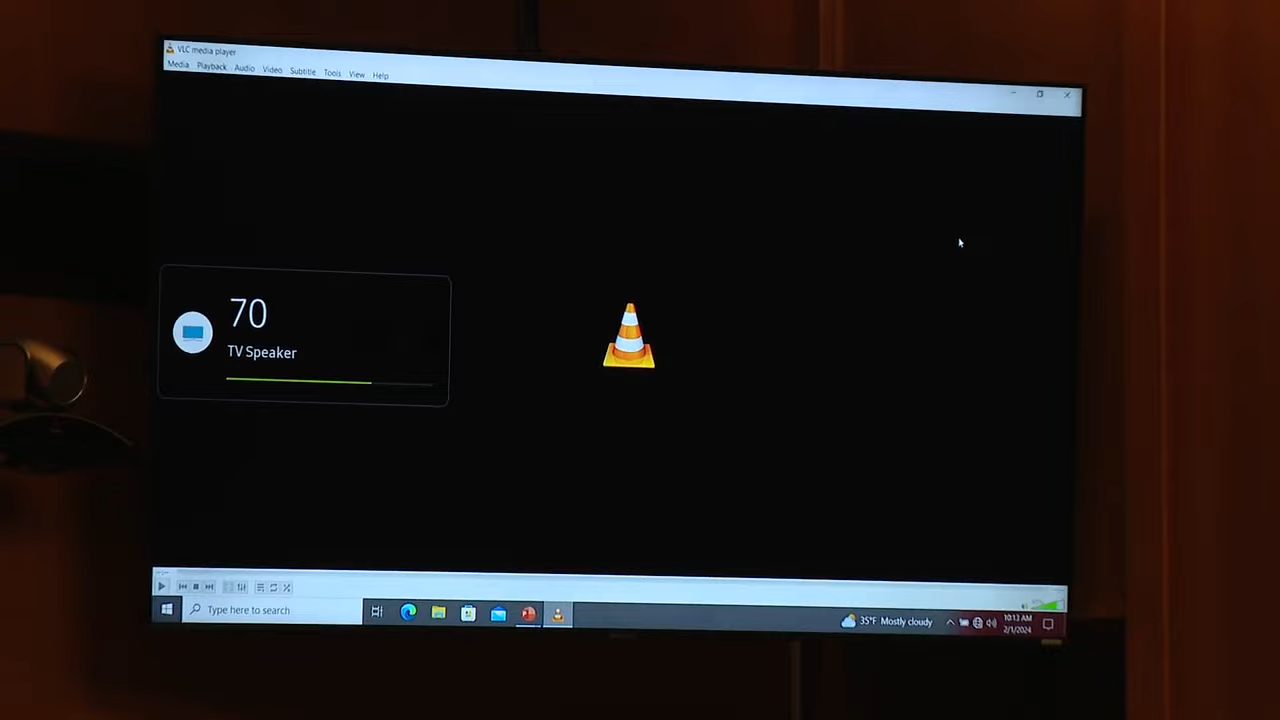 VLC media player
Media Playback Audio Video Subtitle Tools View Help
70
TV Speaker
Type here to search
35°F Mostly cloudy
10:13 AM
2/1/2024